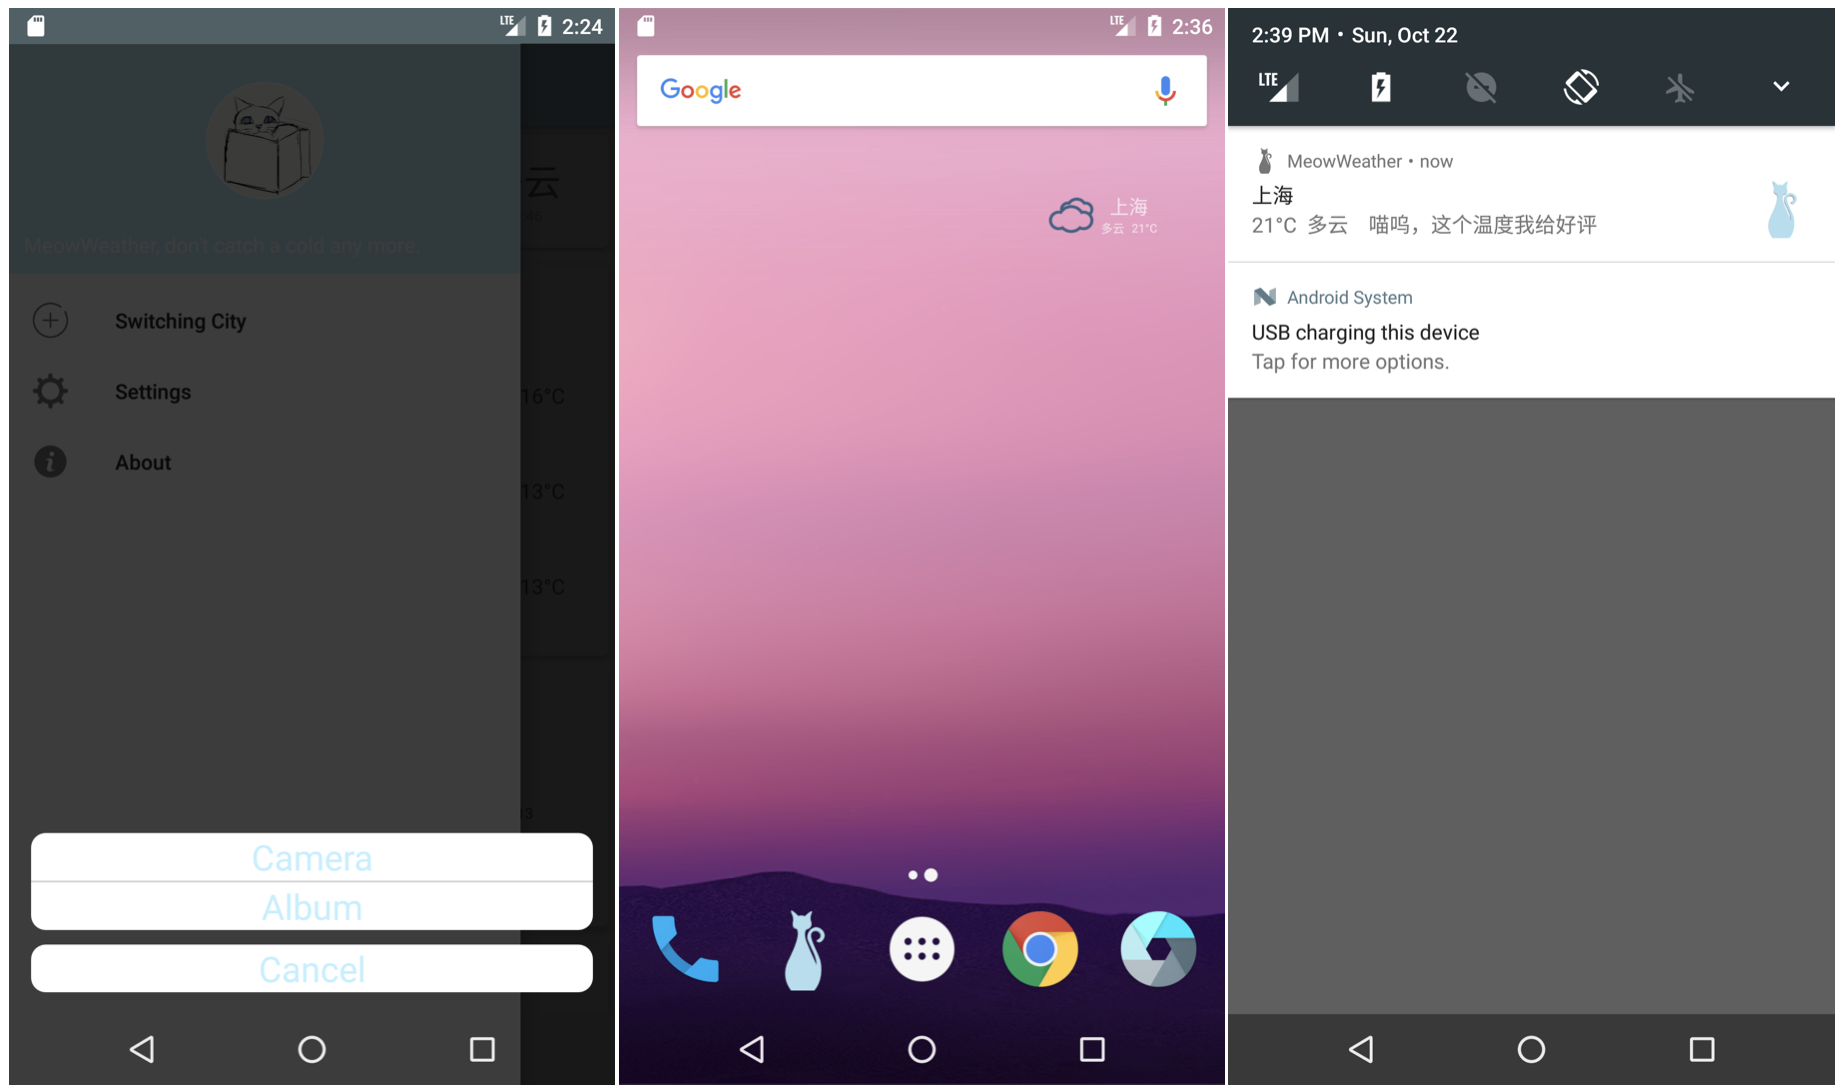 LTE 2:24
云
46
MeowWeather, don't catch a cold any more.
Switching City
Settings
About
16°C
13°C
13°C
13
Camera
Album
Cancel
LTE 2:36
Google
上海
多云 21°C
2:39 PM • Sun, Oct 22
LTE
MeowWeather • now
上海
21°C 多云 喵呜，这个温度我给好评
Android System
USB charging this device
Tap for more options.